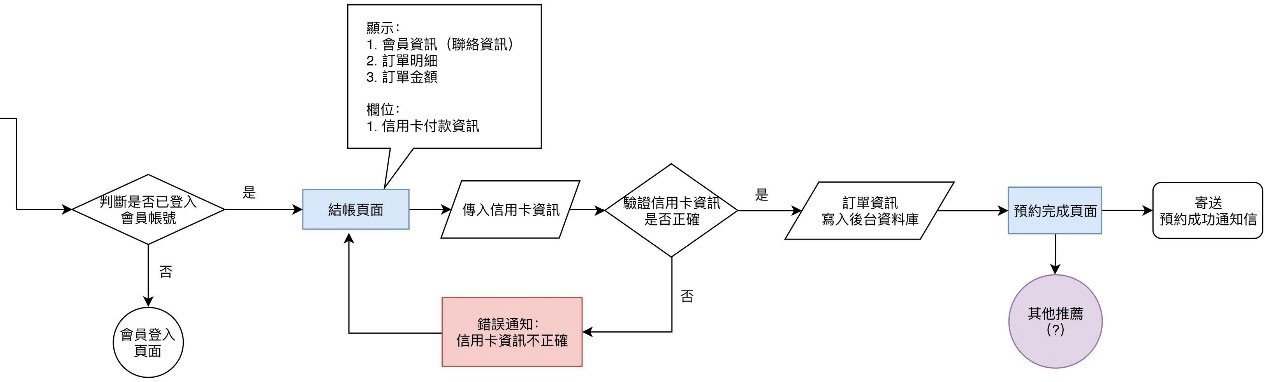 顯示:
1. 會員資訊（聯絡資訊）
2. 訂單明細
3. 訂單金額
欄位:
1. 信用卡付款資訊
判斷是否已登入
會員帳號
是
結帳頁面
傳入信用卡資訊
驗證信用卡資訊
是否正確
是
訂單資訊
寫入後台資料庫
預約完成頁面
寄送
預約成功通知信
否
會員登入
頁面
錯誤通知:
信用卡資訊不正確
否
其他推薦
(?)